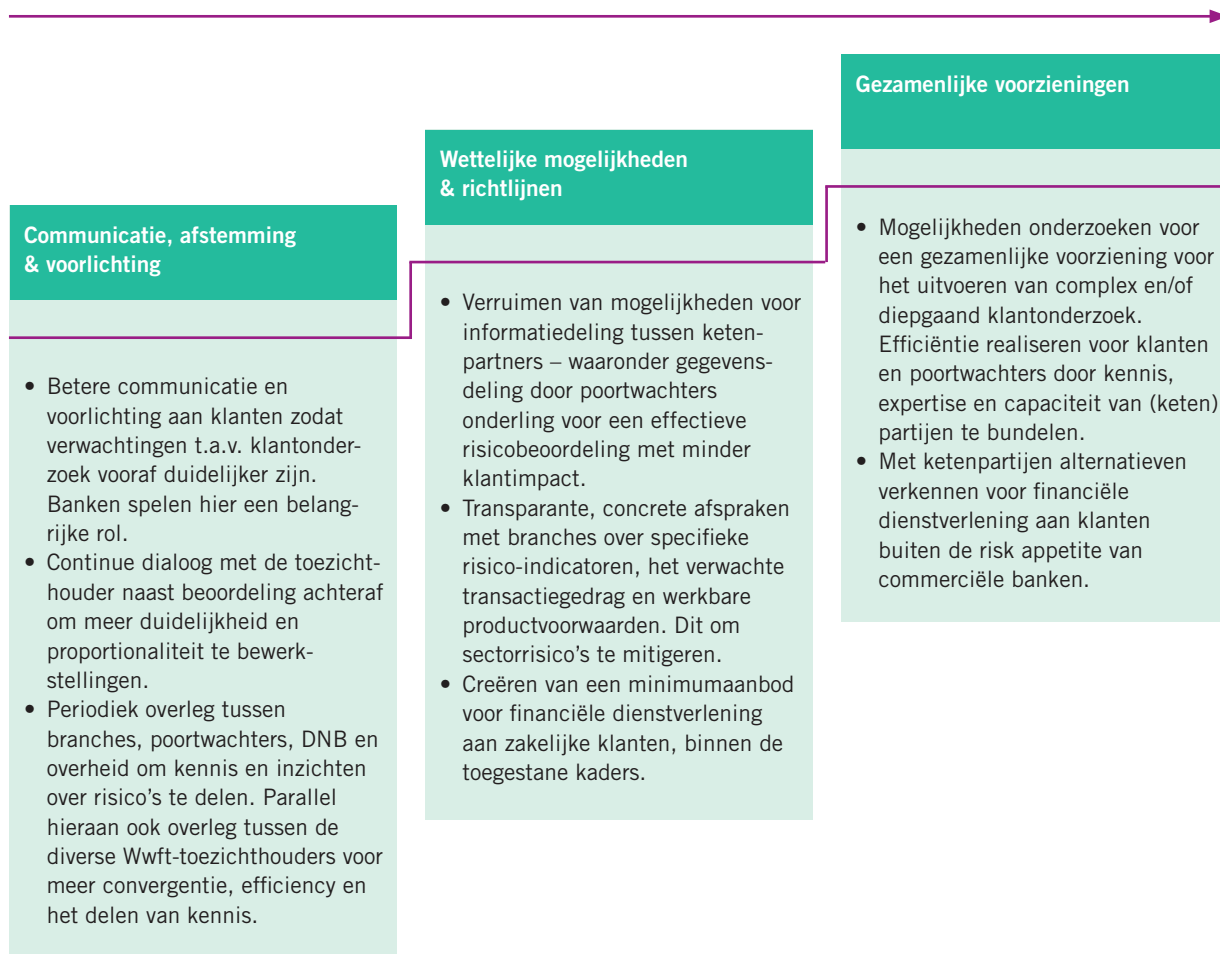 Communicatie, afstemming
& voorlichting
• Betere communicatie en
voorlichting aan klanten zodat
verwachtingen t.a.v. klantonder-
zoek vooraf duidelijker zijn.
Banken spelen hier een belang-
rijke rol.
• Continue dialoog met de toezicht-
houder naast beoordeling achteraf
om meer duidelijkheid en
proportionaliteit te bewerk-
stellingen.
• Periodiek overleg tussen
branches, poortwachters, DNB en
overheid om kennis en inzichten
over risico's te delen. Parallel
hieraan ook overleg tussen de
diverse Wwft-toezichthouders voor
meer convergentie, efficiency en
het delen van kennis.
Wettelijke mogelijkheden
& richtlijnen
• Verruimen van mogelijkheden voor
informatiedeling tussen keten-
partners – waaronder gegevens-
deling door poortwachters
onderling voor een effectieve
risicobeoordeling met minder
klantimpact.
• Transparante, concrete afspraken
met branches over specifieke
risico-indicatoren, het verwachte
transactiegedrag en werkbare
productvoorwaarden. Dit om
sectorrisico's te mitigeren.
• Creëren van een minimumaanbod
voor financiële dienstverlening
aan zakelijke klanten, binnen de
toegestane kaders.
Gezamenlijke voorzieningen
• Mogelijkheden onderzoeken voor
een gezamenlijke voorziening voor
het uitvoeren van complex en/of
diepgaand klantonderzoek.
Efficiëntie realiseren voor klanten
en poortwachters door kennis,
expertise en capaciteit van (keten)
partijen te bundelen.
• Met ketenpartijen alternatieven
verkennen voor financiële
dienstverlening aan klanten
buiten de risk appetite van
commerciële banken.